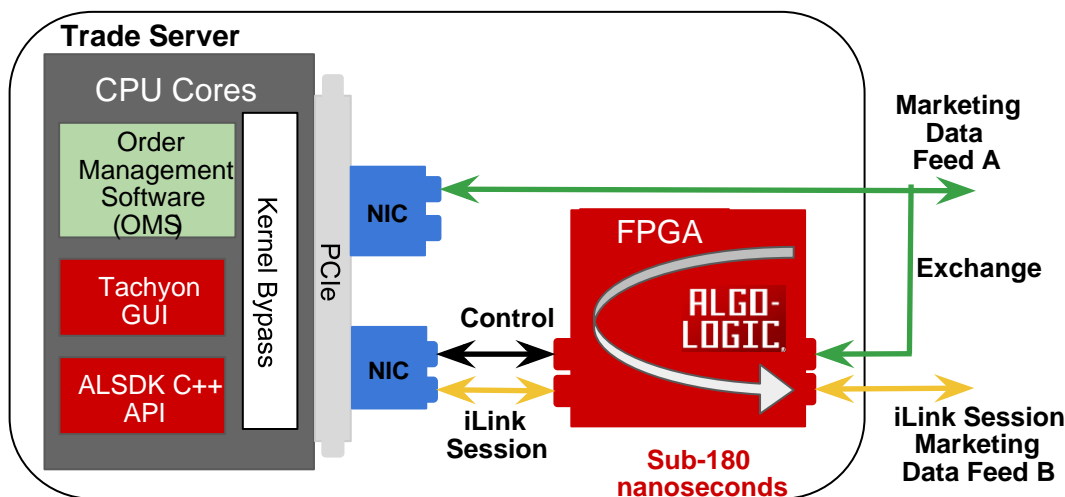 Trade Server
CPU Cores
Order
Management
Software
(OMS)
Tachyon
GUI
ALSDK C++
API
Kernel Bypass
PCIe
NIC
NIC
Control
iLink
Session
FPGA
ALGO-
LOGIC®
Sub-180
nanoseconds
Marketing
Data
Feed A
Exchange
iLink Session
Marketing
Data Feed B